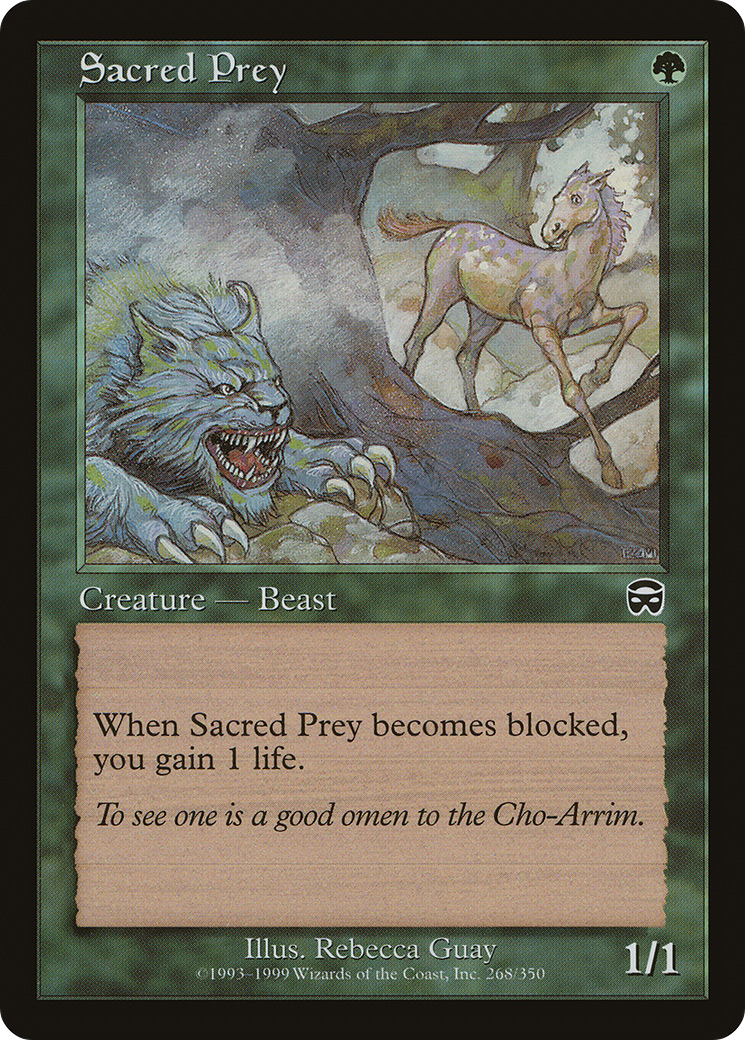 Sacred Prey
Creature — Beast
When Sacred Prey becomes blocked,
you gain 1 life.
To see one is a good omen to the Cho-Arrim.
Illus. Rebecca Guay
©1993–1999 Wizards of the Coast, Inc. 268/350
1/1